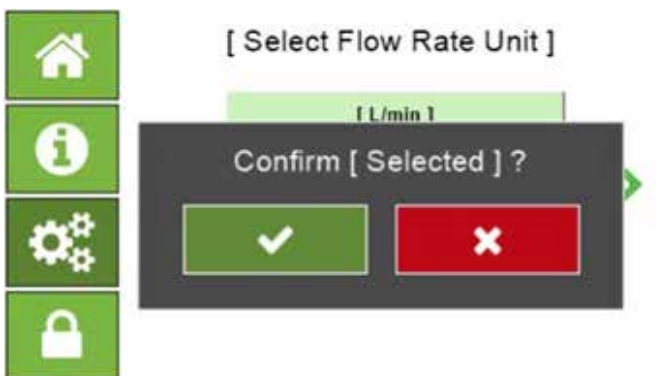 [ Select Flow Rate Unit ]
[ L/min ]
Confirm [ Selected ] ?